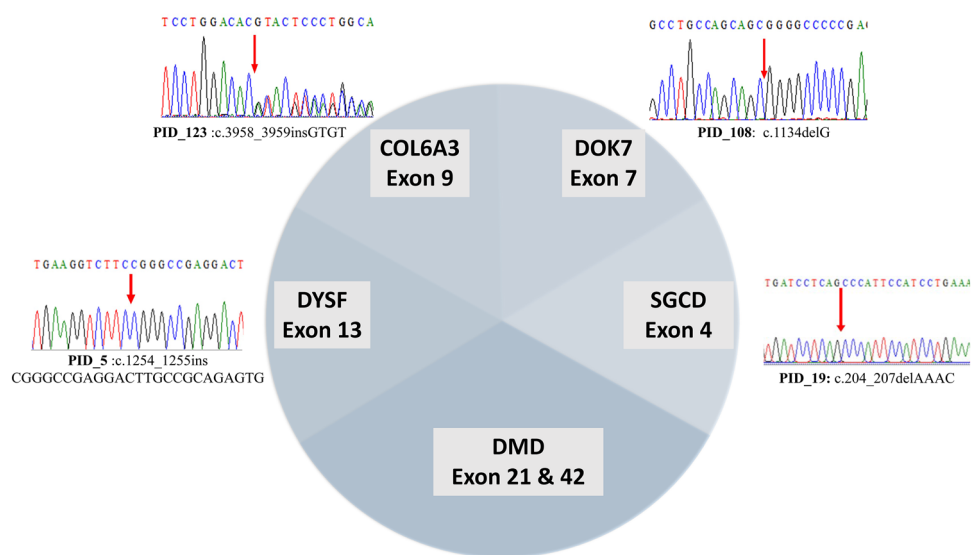 TCCTGGACACGTACTCCCTGGCA
PID_123 :c.3958_3959insGTGT
GCCTGCCAGCAGCGGGGCCCCCGA
PID_108: c.1134delG
COL6A3
Exon 9
DOK7
Exon 7
TGAAGGTCTTCCGGGCCGAGGACT
PID_5 :c.1254_1255ins
CGGGCCGAGGACTTGCCGCAGAGTG
DYSF
Exon 13
SGCD
Exon 4
TGATCCTCAGCCCATTCCATCCTGAAA
PID_19: c.204_207delAAAC
DMD
Exon 21 & 42